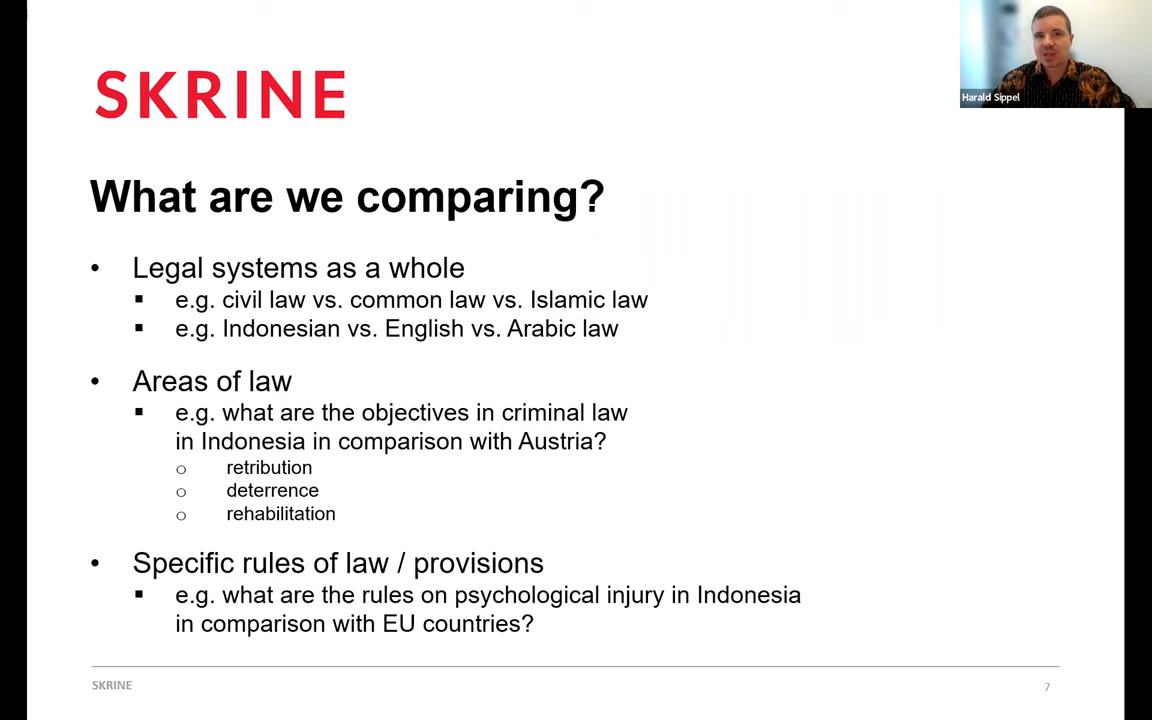 SKRINE
Harald Sippel
What are we comparing?
• Legal systems as a whole
▪ e.g. civil law vs. common law vs. Islamic law
▪ e.g. Indonesian vs. English vs. Arabic law
• Areas of law
▪ e.g. what are the objectives in criminal law
in Indonesia in comparison with Austria?
o retribution
o deterrence
o rehabilitation
• Specific rules of law / provisions
▪ e.g. what are the rules on psychological injury in Indonesia
in comparison with EU countries?
SKRINE
7